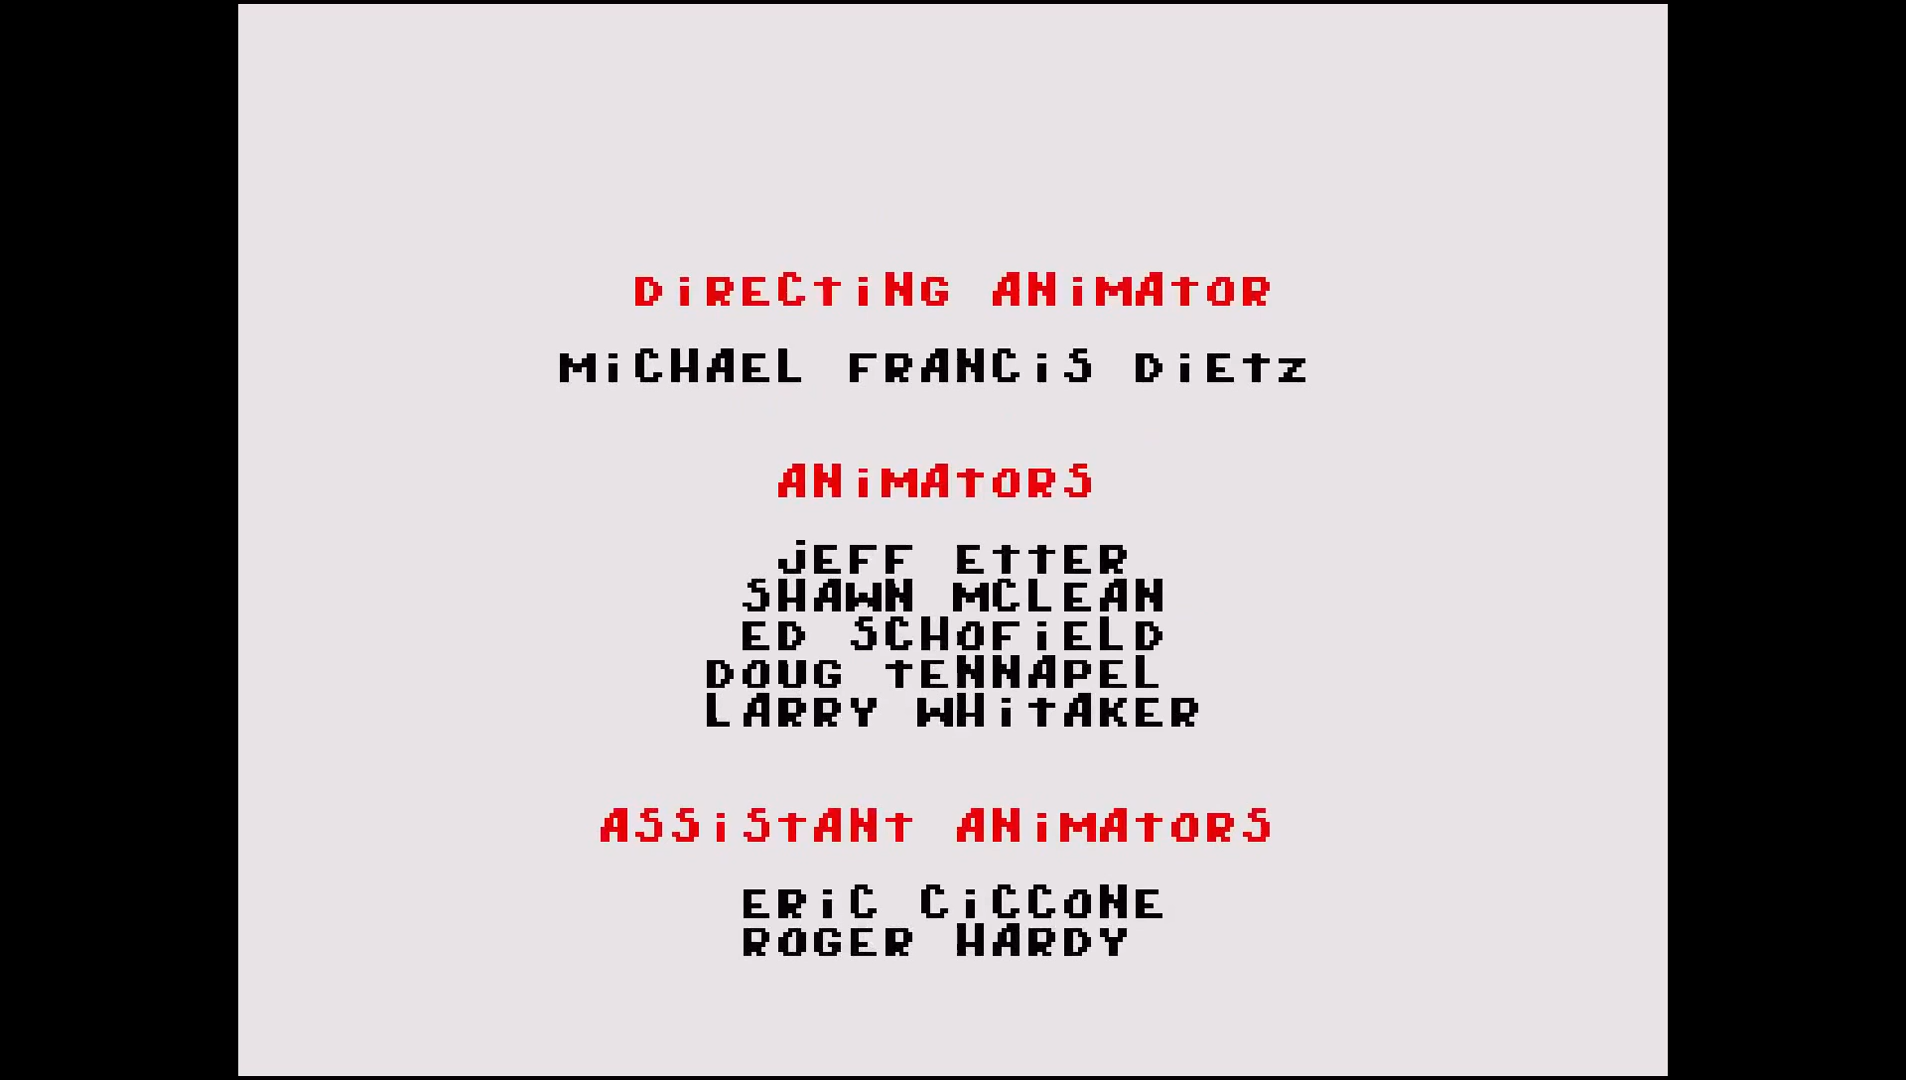 DiRECTiNG ANiMATOR
MiCHAEL FRANCiS DiETZ
ANiMATORS
jEFF ETTER
SHAWN MCLEAN
ED SCHOFiELD
DOUG TENNAPEL
LARRY WHiTAKER
ASSiSTANT ANiMATORS
ERiC CiCCONE
ROGER HARDY